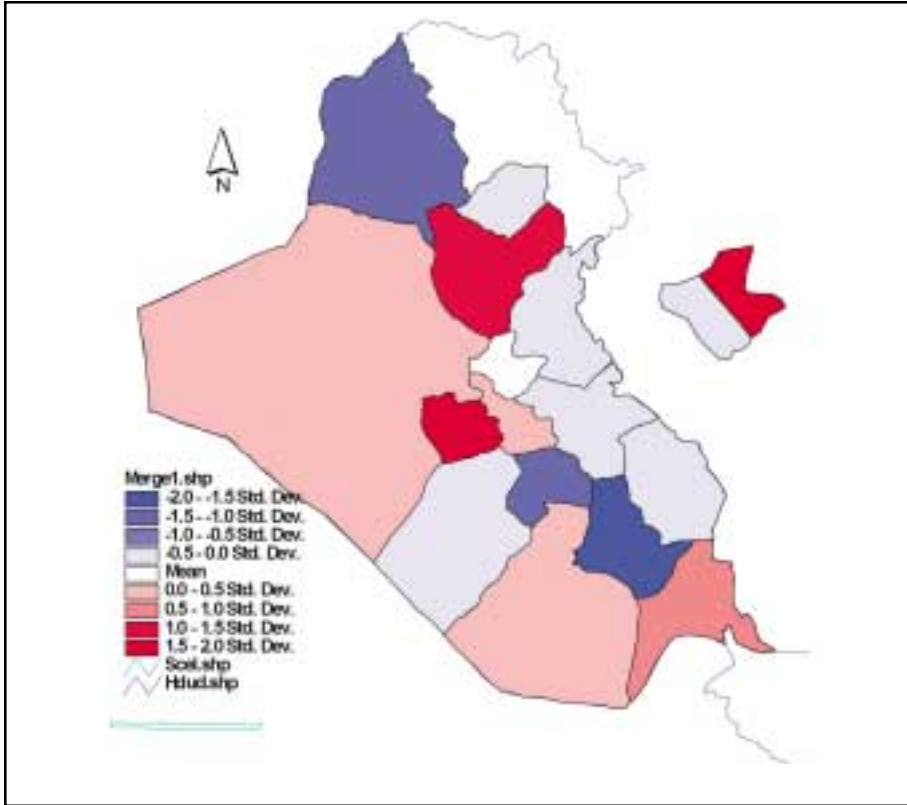 N
Merge1.shp
-2.0 - -1.5 Std. Dev.
-1.5 - -1.0 Std. Dev.
-1.0 - -0.5 Std. Dev.
-0.5 - 0.0 Std. Dev.
Mean
0.0 - 0.5 Std. Dev.
0.5 - 1.0 Std. Dev.
1.0 - 1.5 Std. Dev.
1.5 - 2.0 Std. Dev.
Hdud.shp